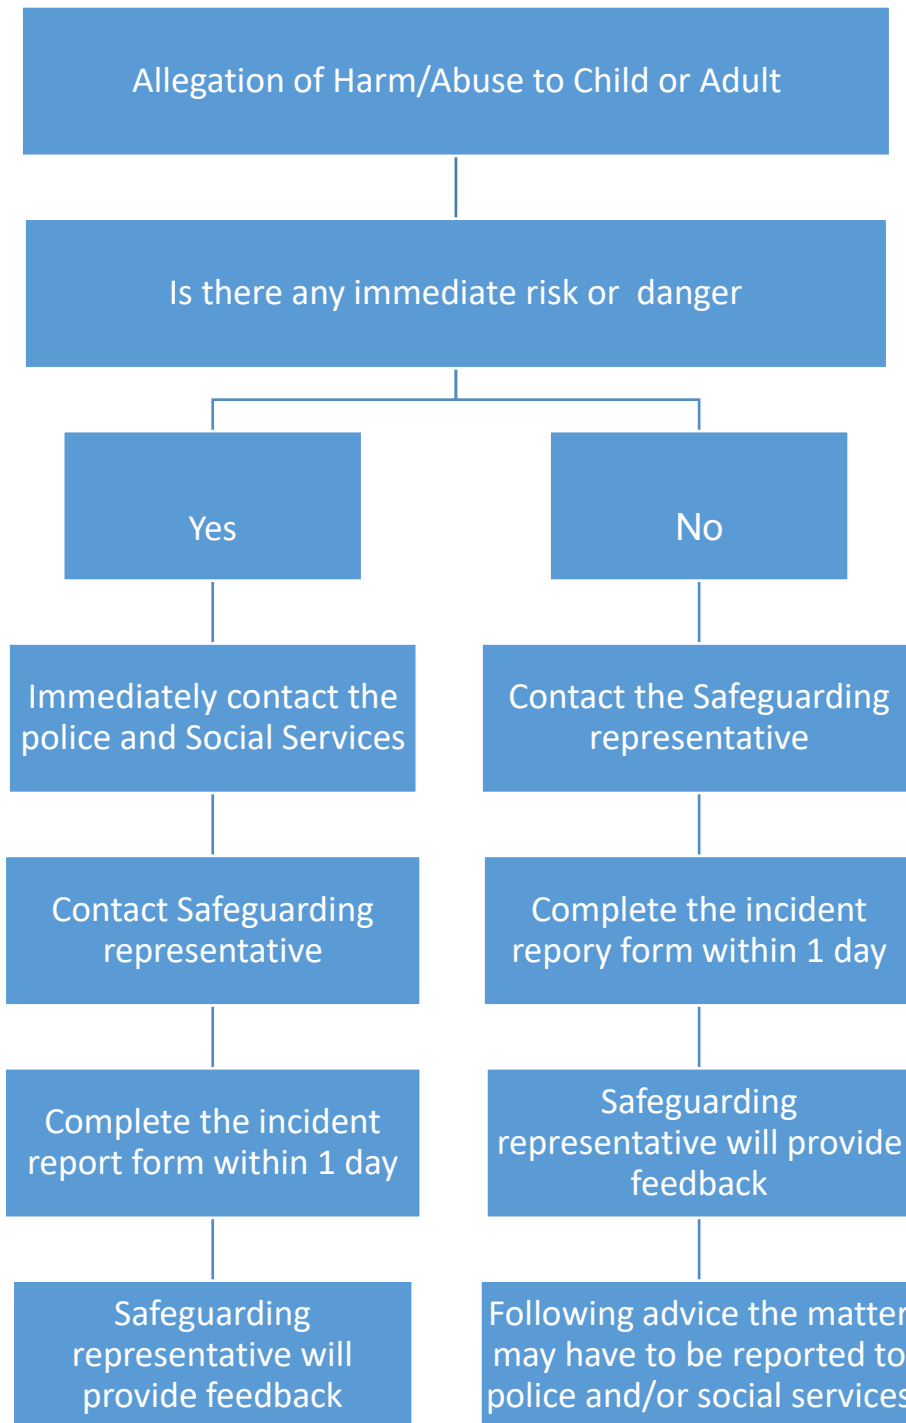 Allegation of Harm/Abuse to Child or Adult
Is there any immediate risk or danger
Yes
No
Immediately contact the
police and Social Services
Contact the Safeguarding
representative
Contact Safeguarding
representative
Complete the incident
repory form within 1 day
Complete the incident
report form within 1 day
Safeguarding
representative will provide
feedback
Safeguarding
representative will
provide feedback
Following advice the matter
may have to be reported to
police and/or social services